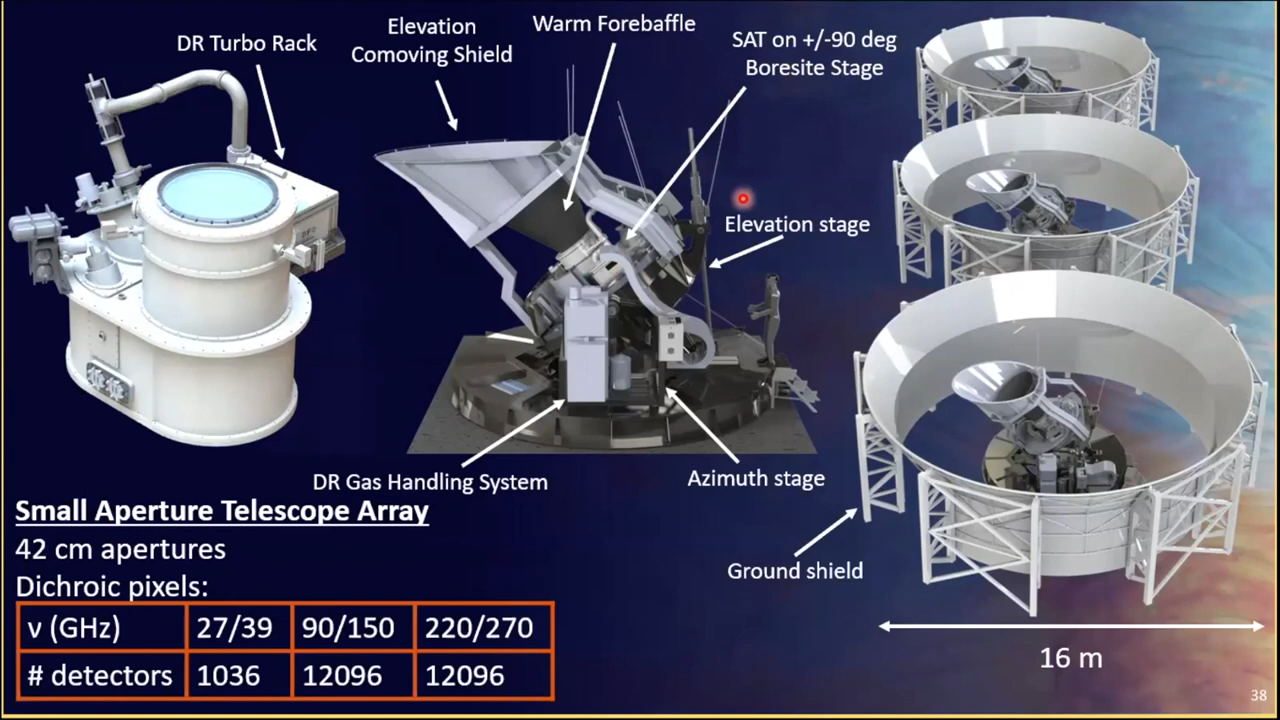 DR Turbo Rack
Elevation
Comoving Shield
Warm Forebaffle
SAT on +/-90 deg
Boresite Stage
Elevation stage
DR Gas Handling System
Azimuth stage
Ground shield
16 m
Small Aperture Telescope Array
42 cm apertures
Dichroic pixels:
ν (GHz) 27/39 90/150 220/270
# detectors 1036 12096 12096
38